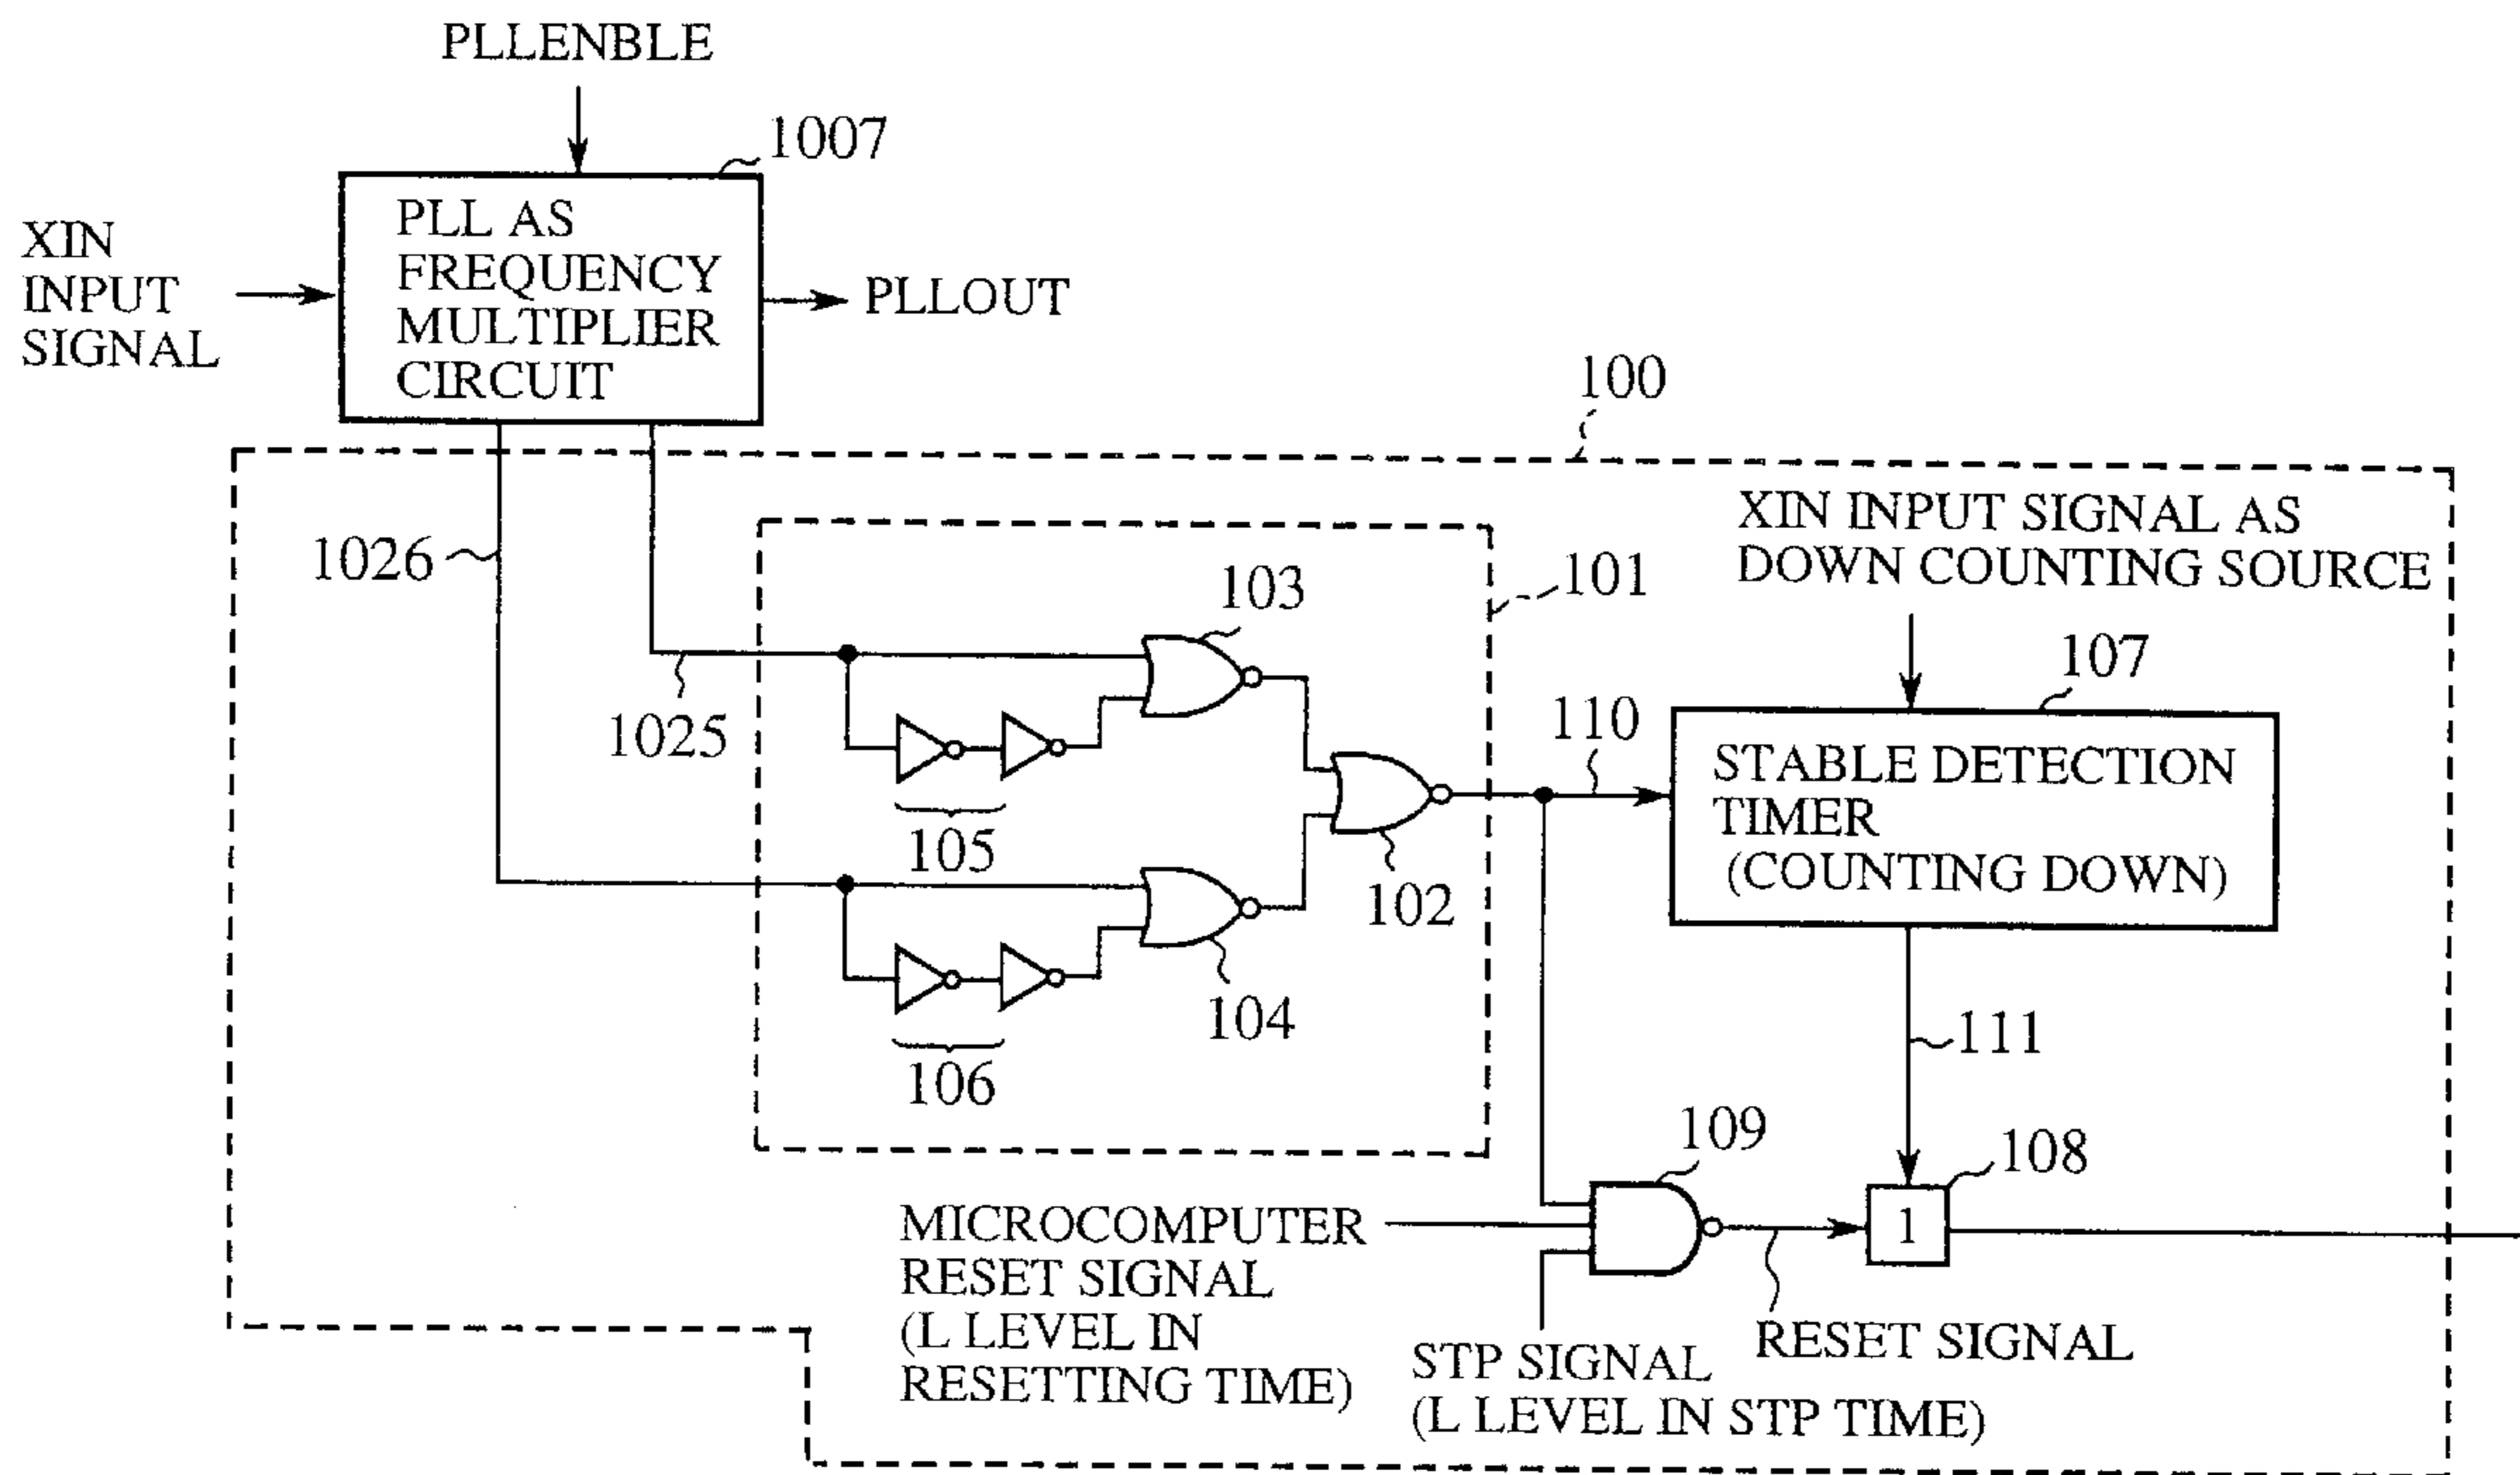 PLLENBLE
1007
XIN
INPUT
SIGNAL
PLL AS
FREQUENCY
MULTIPLIER
CIRCUIT
PLLOUT
100
XIN INPUT SIGNAL AS
DOWN COUNTING SOURCE
1026
101
103
107
1025
110
STABLE DETECTION
TIMER
(COUNTING DOWN)
105
102
104
111
106
109
108
MICROCOMPUTER
RESET SIGNAL
(L LEVEL IN
RESETTING TIME)
1
RESET SIGNAL
STP SIGNAL
(L LEVEL IN STP TIME)